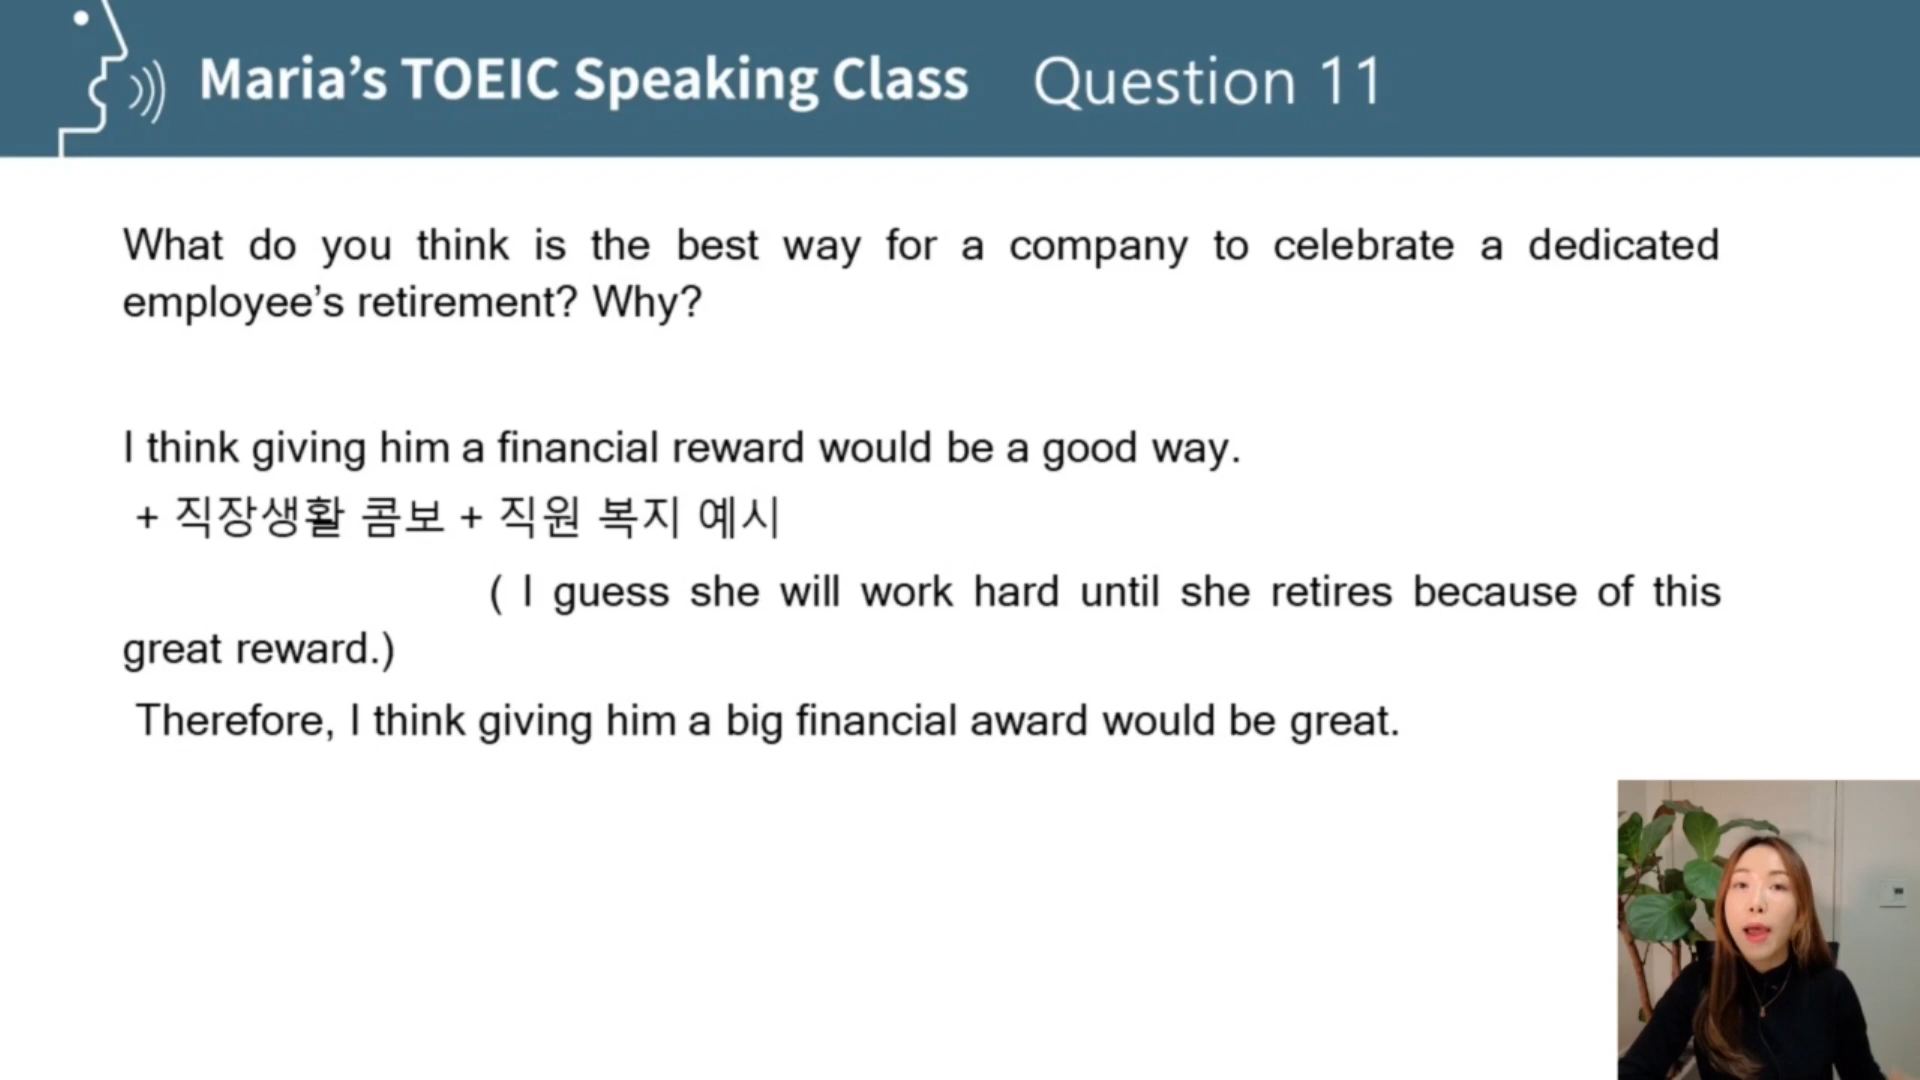 Maria’s TOEIC Speaking Class Question 11
What do you think is the best way for a company to celebrate a dedicated
employee’s retirement? Why?
I think giving him a financial reward would be a good way.
+ 직장생활 콤보 + 직원 복지 예시
( I guess she will work hard until she retires because of this
great reward.)
Therefore, I think giving him a big financial award would be great.